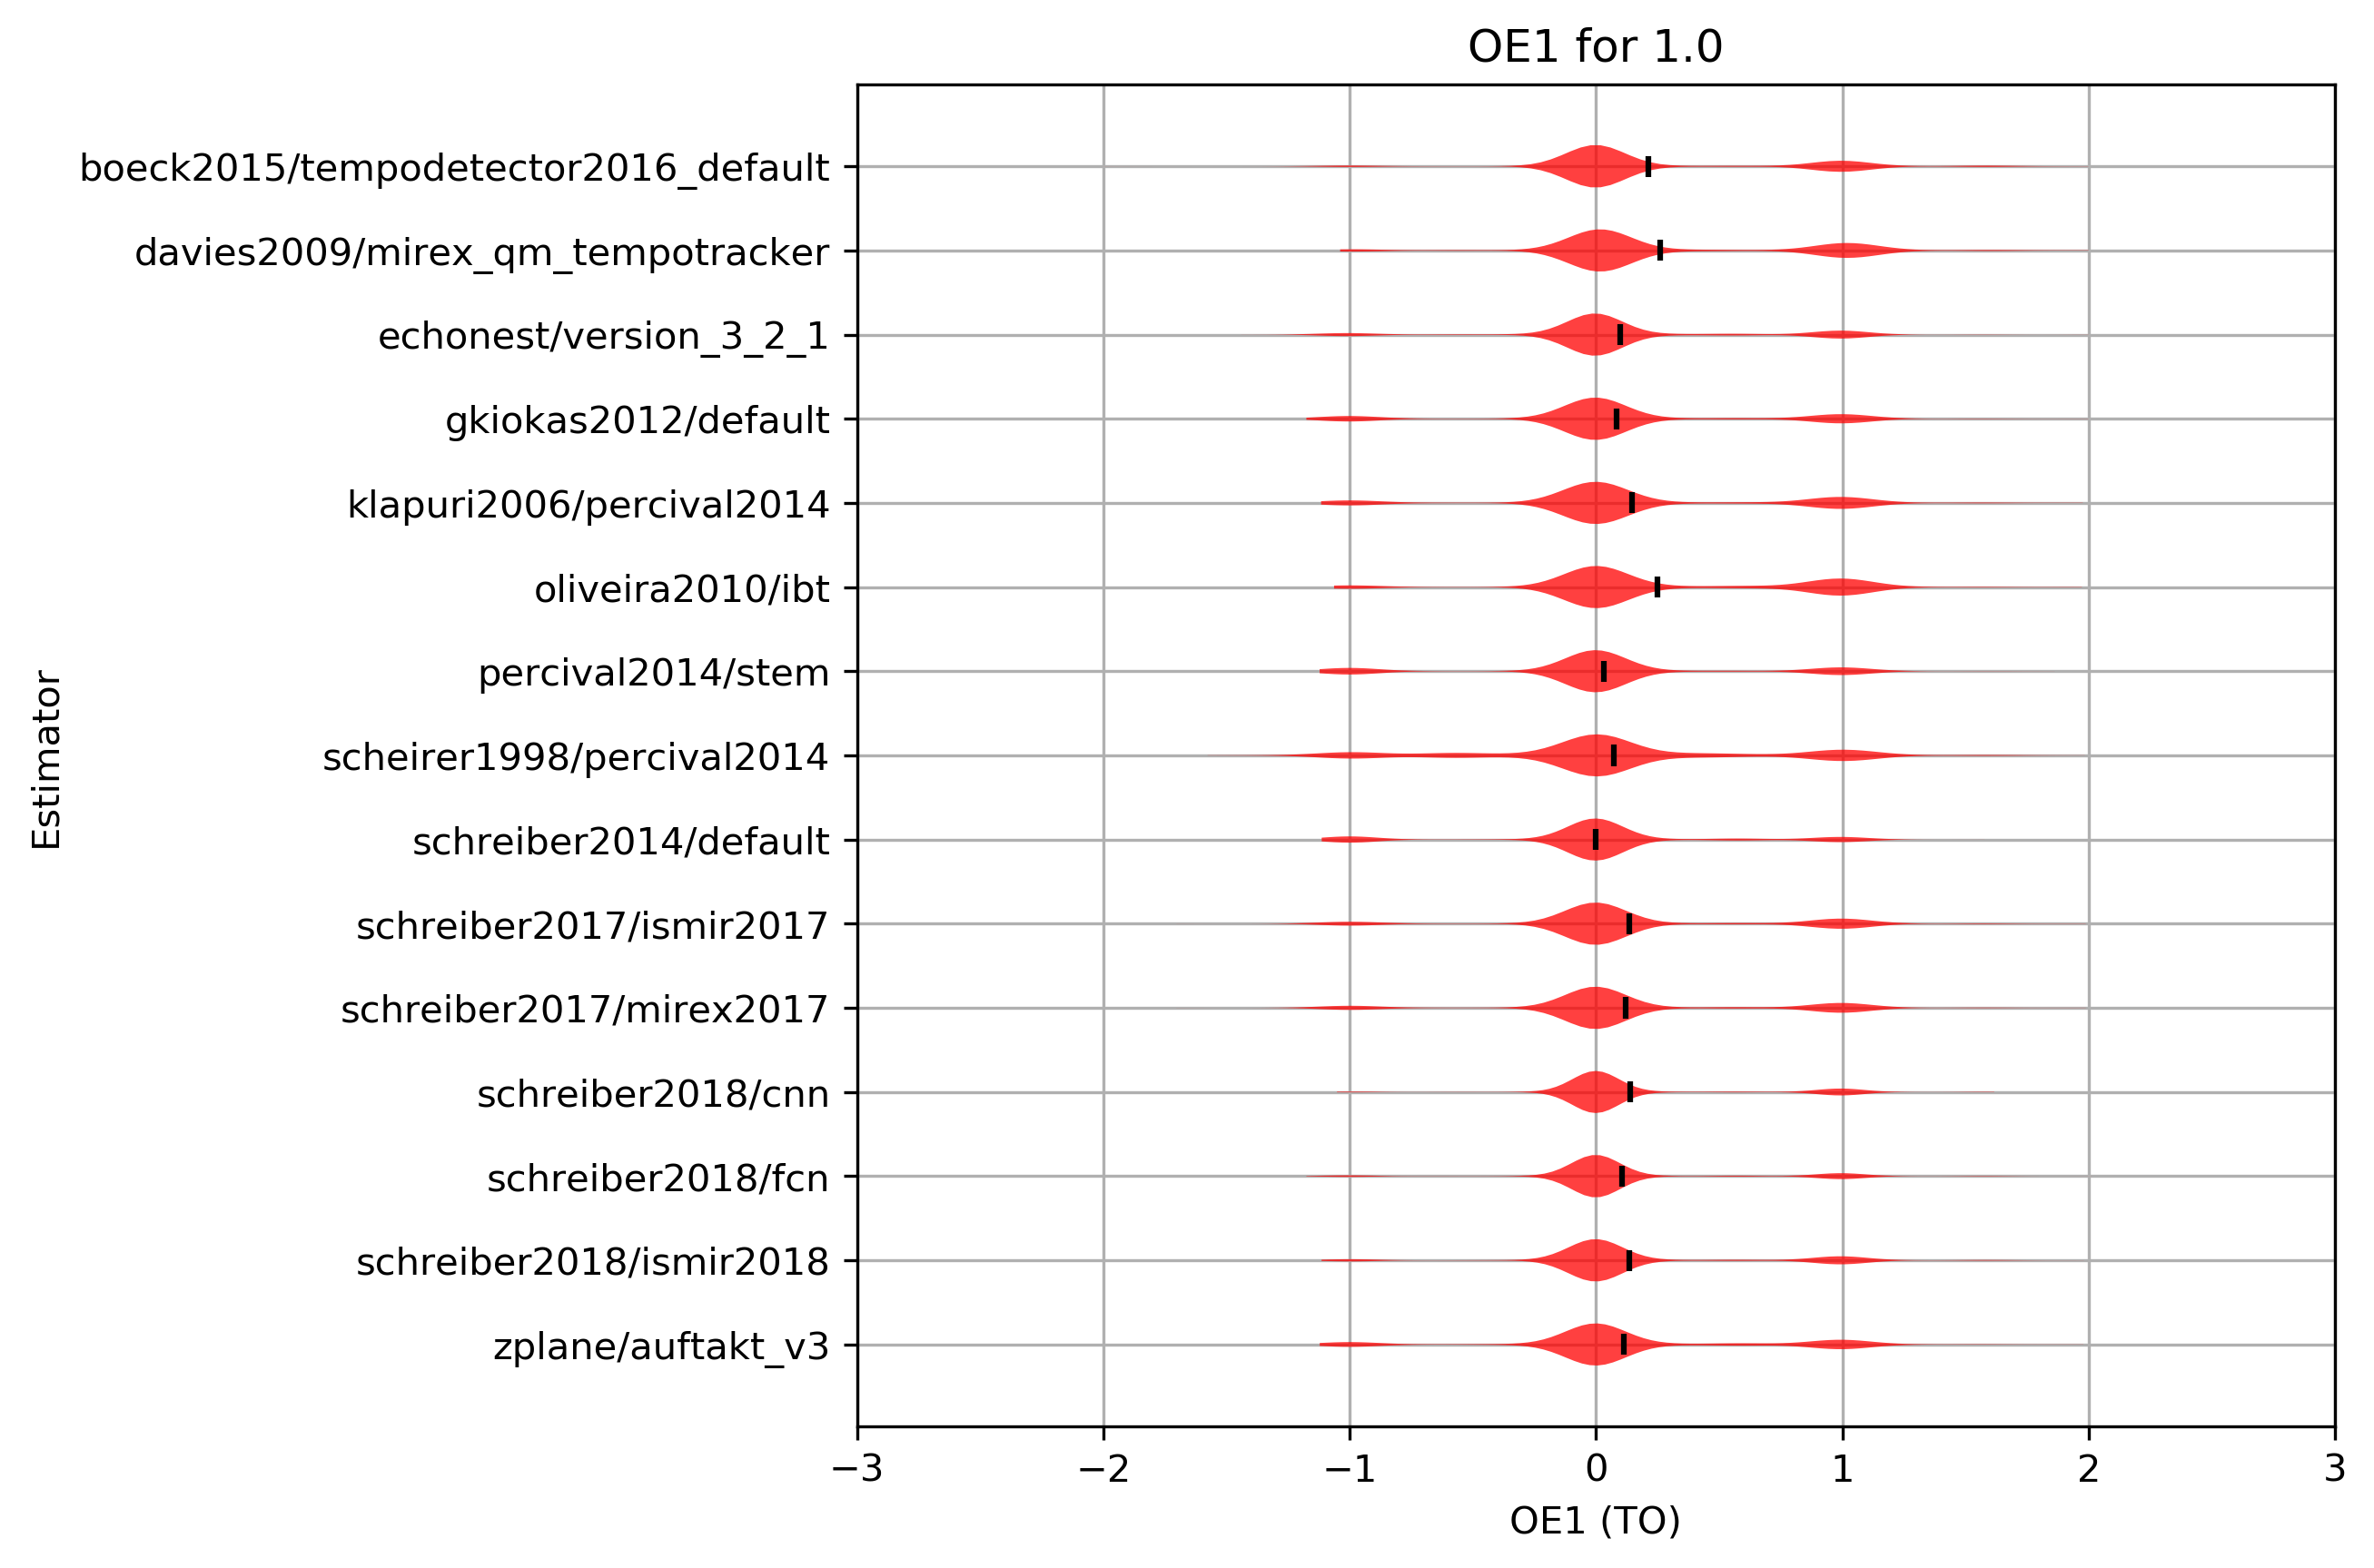 OE1 for 1.0
boeck2015/tempodetector2016_default
davies2009/mirex_qm_tempotracker
echonest/version_3_2_1
gkiokas2012/default
klapuri2006/percival2014
oliveira2010/ibt
percival2014/stem
scheirer1998/percival2014
schreiber2014/default
schreiber2017/ismir2017
schreiber2017/mirex2017
schreiber2018/cnn
schreiber2018/fcn
schreiber2018/ismir2018
zplane/auftakt_v3
Estimator
−3 −2 −1 0 1 2 3
OE1 (TO)